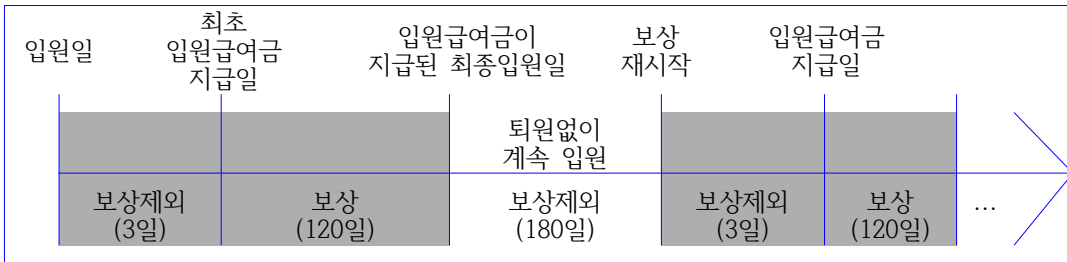 입원일
최초
입원급여금
지급일
입원급여금이
지급된 최종입원일
보상
재시작
입원급여금
지급일
퇴원없이
계속 입원
보상제외
(3일)
보상
(120일)
보상제외
(180일)
보상제외
(3일)
보상
(120일)
…